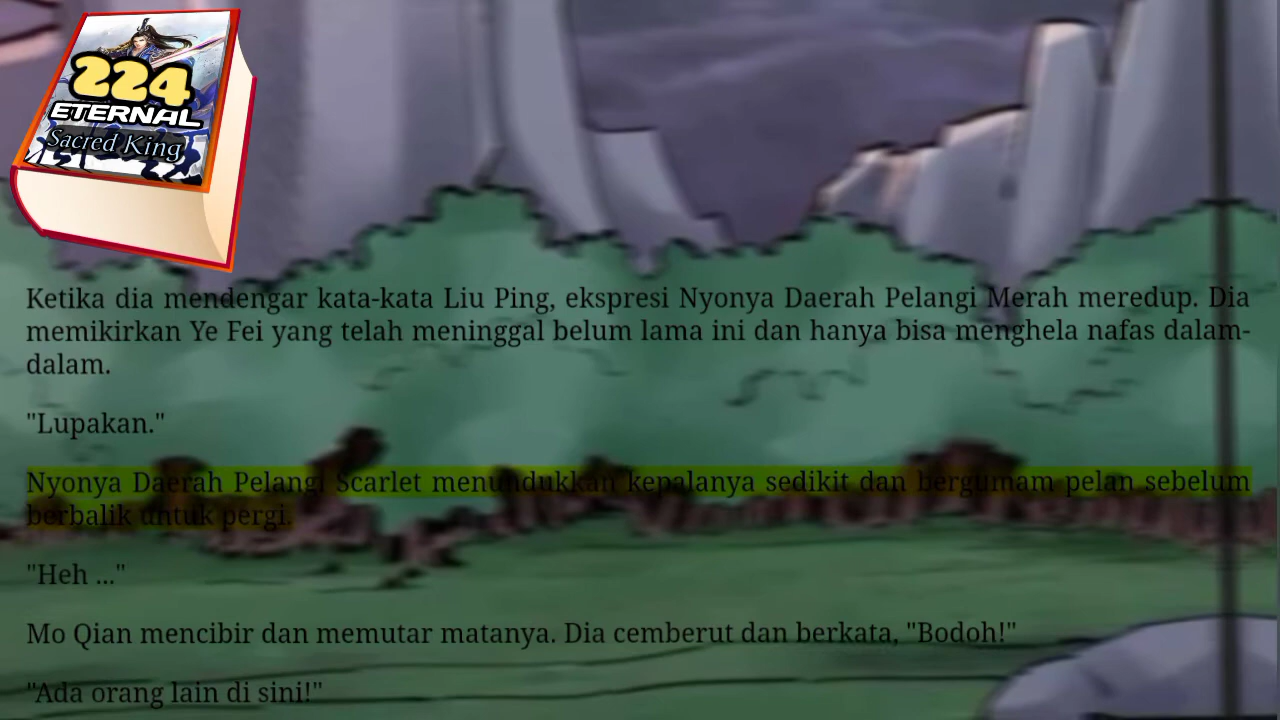 224
ETERNAL
Sacred King
Ketika dia mendengar kata-kata Liu Ping, ekspresi Nyonya Daerah Pelangi Merah meredup. Dia
memikirkan Ye Fei yang telah meninggal belum lama ini dan hanya bisa menghela nafas dalam-
dalam.
"Lupakan."
Nyonya Daerah Pelangi Scarlet menundukkan kepalanya sedikit dan bergumam pelan sebelum
berbalik untuk pergi.
"Heh ..."
Mo Qian mencibir dan memutar matanya. Dia cemberut dan berkata, "Bodoh!"
"Ada orang lain di sini!"